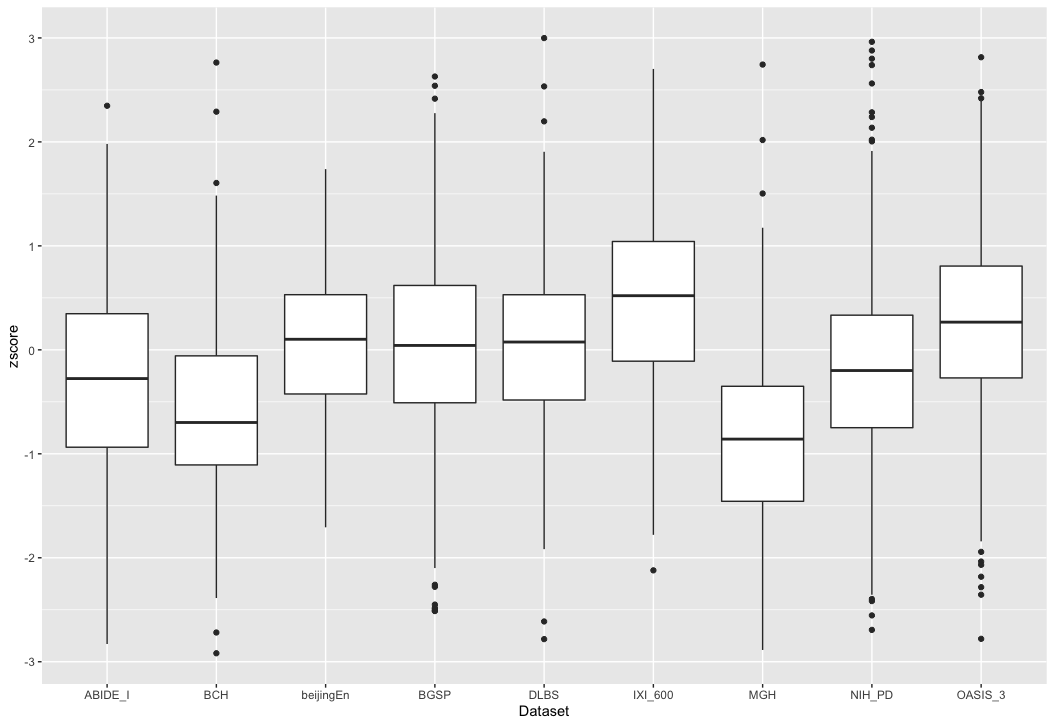 zscore
3
2
1
0
-1
-2
-3
ABIDE_I BCH beijingEn BGSP DLBS IXI_600 MGH NIH_PD OASIS_3
Dataset